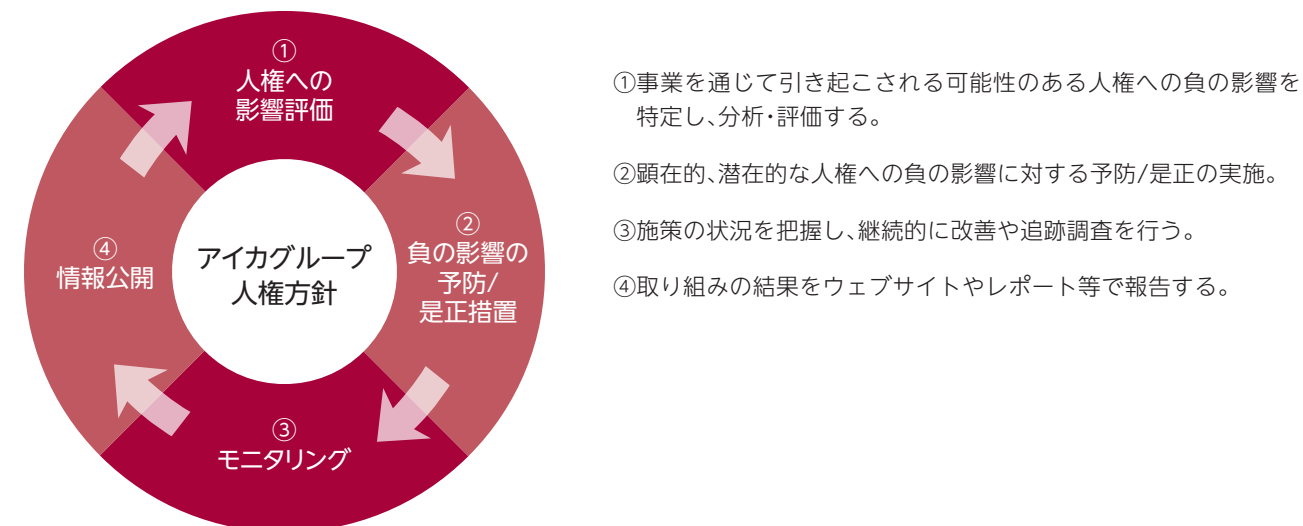 ①
人権への
影響評価
②
負の影響の
予防/
是正措置
③
モニタリング
④
情報公開
アイカグループ
人権方針
①事業を通じて引き起こされる可能性のある人権への負の影響を
特定し、分析・評価する。
②顕在的、潜在的な人権への負の影響に対する予防/是正の実施。
③施策の状況を把握し、継続的に改善や追跡調査を行う。
④取り組みの結果をウェブサイトやレポート等で報告する。